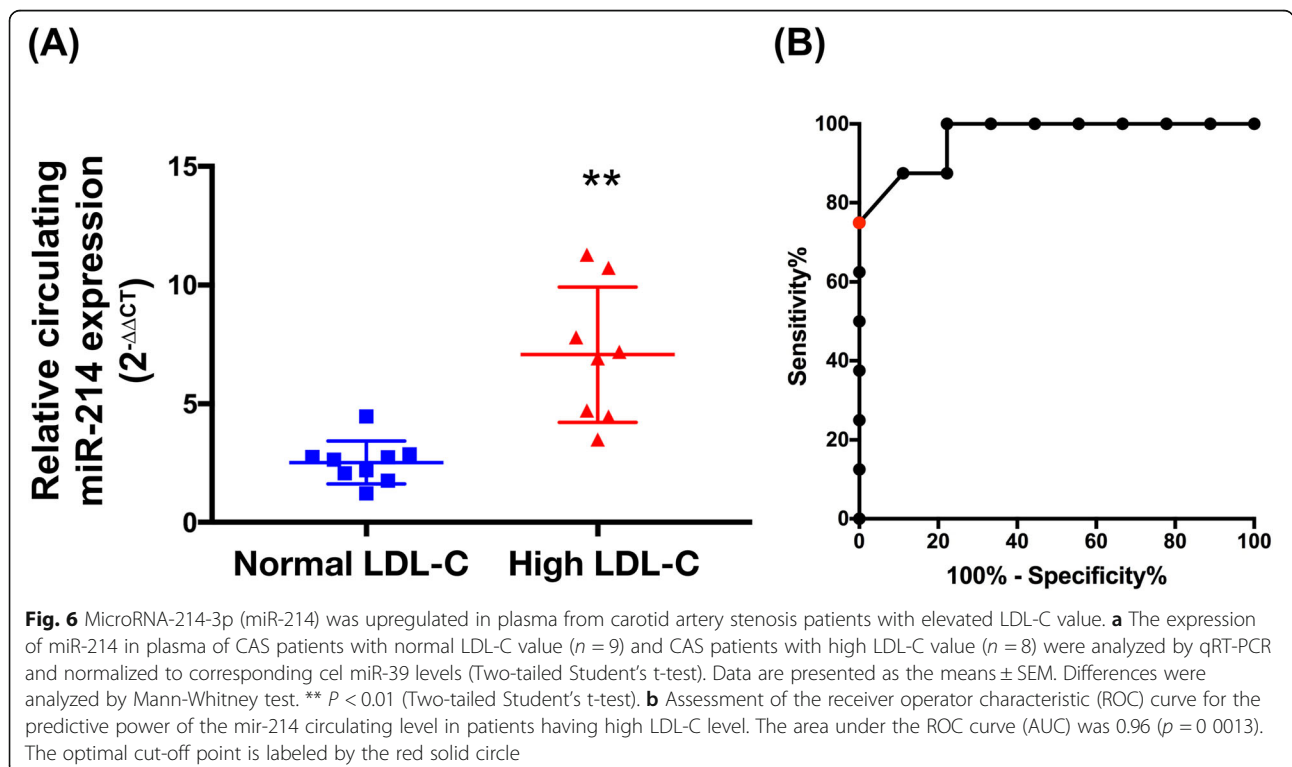 (A)
(B)
Relative circulating
miR-214 expression
(2-ΔΔCT)
15
10
5
0
**
Normal LDL-C
High LDL-C
Sensitivity%
100
80
60
40
20
0
0
20
40
60
80
100
100% - Specificity%
Fig. 6 MicroRNA-214-3p (miR-214) was upregulated in plasma from carotid artery stenosis patients with elevated LDL-C value. a The expression
of miR-214 in plasma of CAS patients with normal LDL-C value (n = 9) and CAS patients with high LDL-C value (n = 8) were analyzed by qRT-PCR
and normalized to corresponding cel miR-39 levels (Two-tailed Student's t-test). Data are presented as the means ± SEM. Differences were
analyzed by Mann-Whitney test. ** P < 0.01 (Two-tailed Student's t-test). b Assessment of the receiver operator characteristic (ROC) curve for the
predictive power of the mir-214 circulating level in patients having high LDL-C level. The area under the ROC curve (AUC) was 0.96 (p = 0 0013).
The optimal cut-off point is labeled by the red solid circle